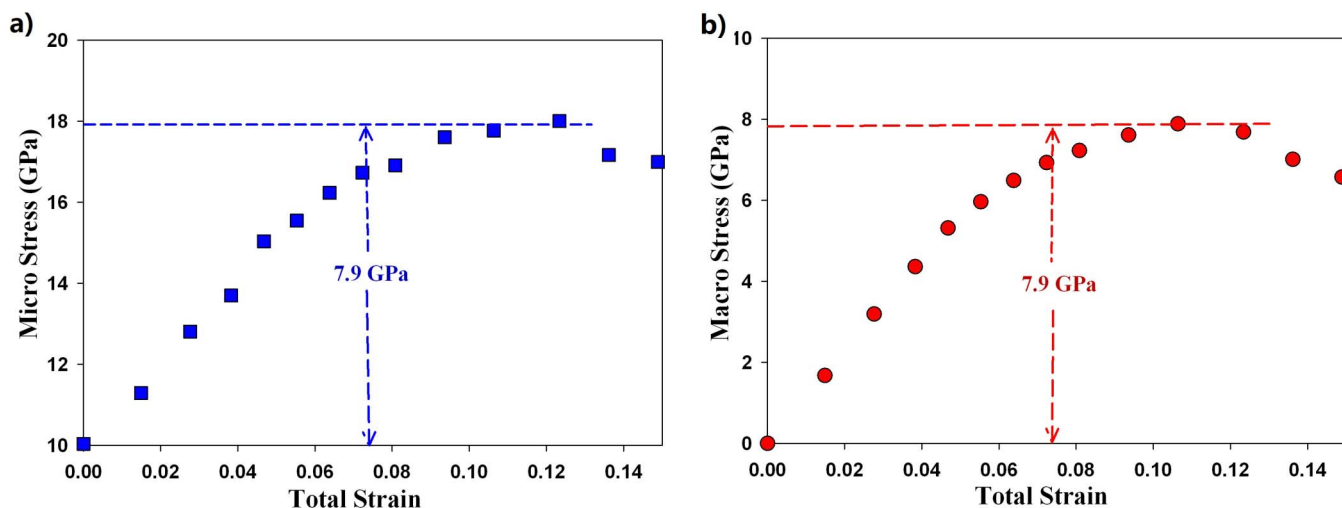 a)
20
18
16
14
12
10
Micro Stress (GPa)
7.9 GPa
0.00 0.02 0.04 0.06 0.08 0.10 0.12 0.14
Total Strain
b)
10
8
6
4
2
0
Macro Stress (GPa)
7.9 GPa
0.00 0.02 0.04 0.06 0.08 0.10 0.12 0.14
Total Strain